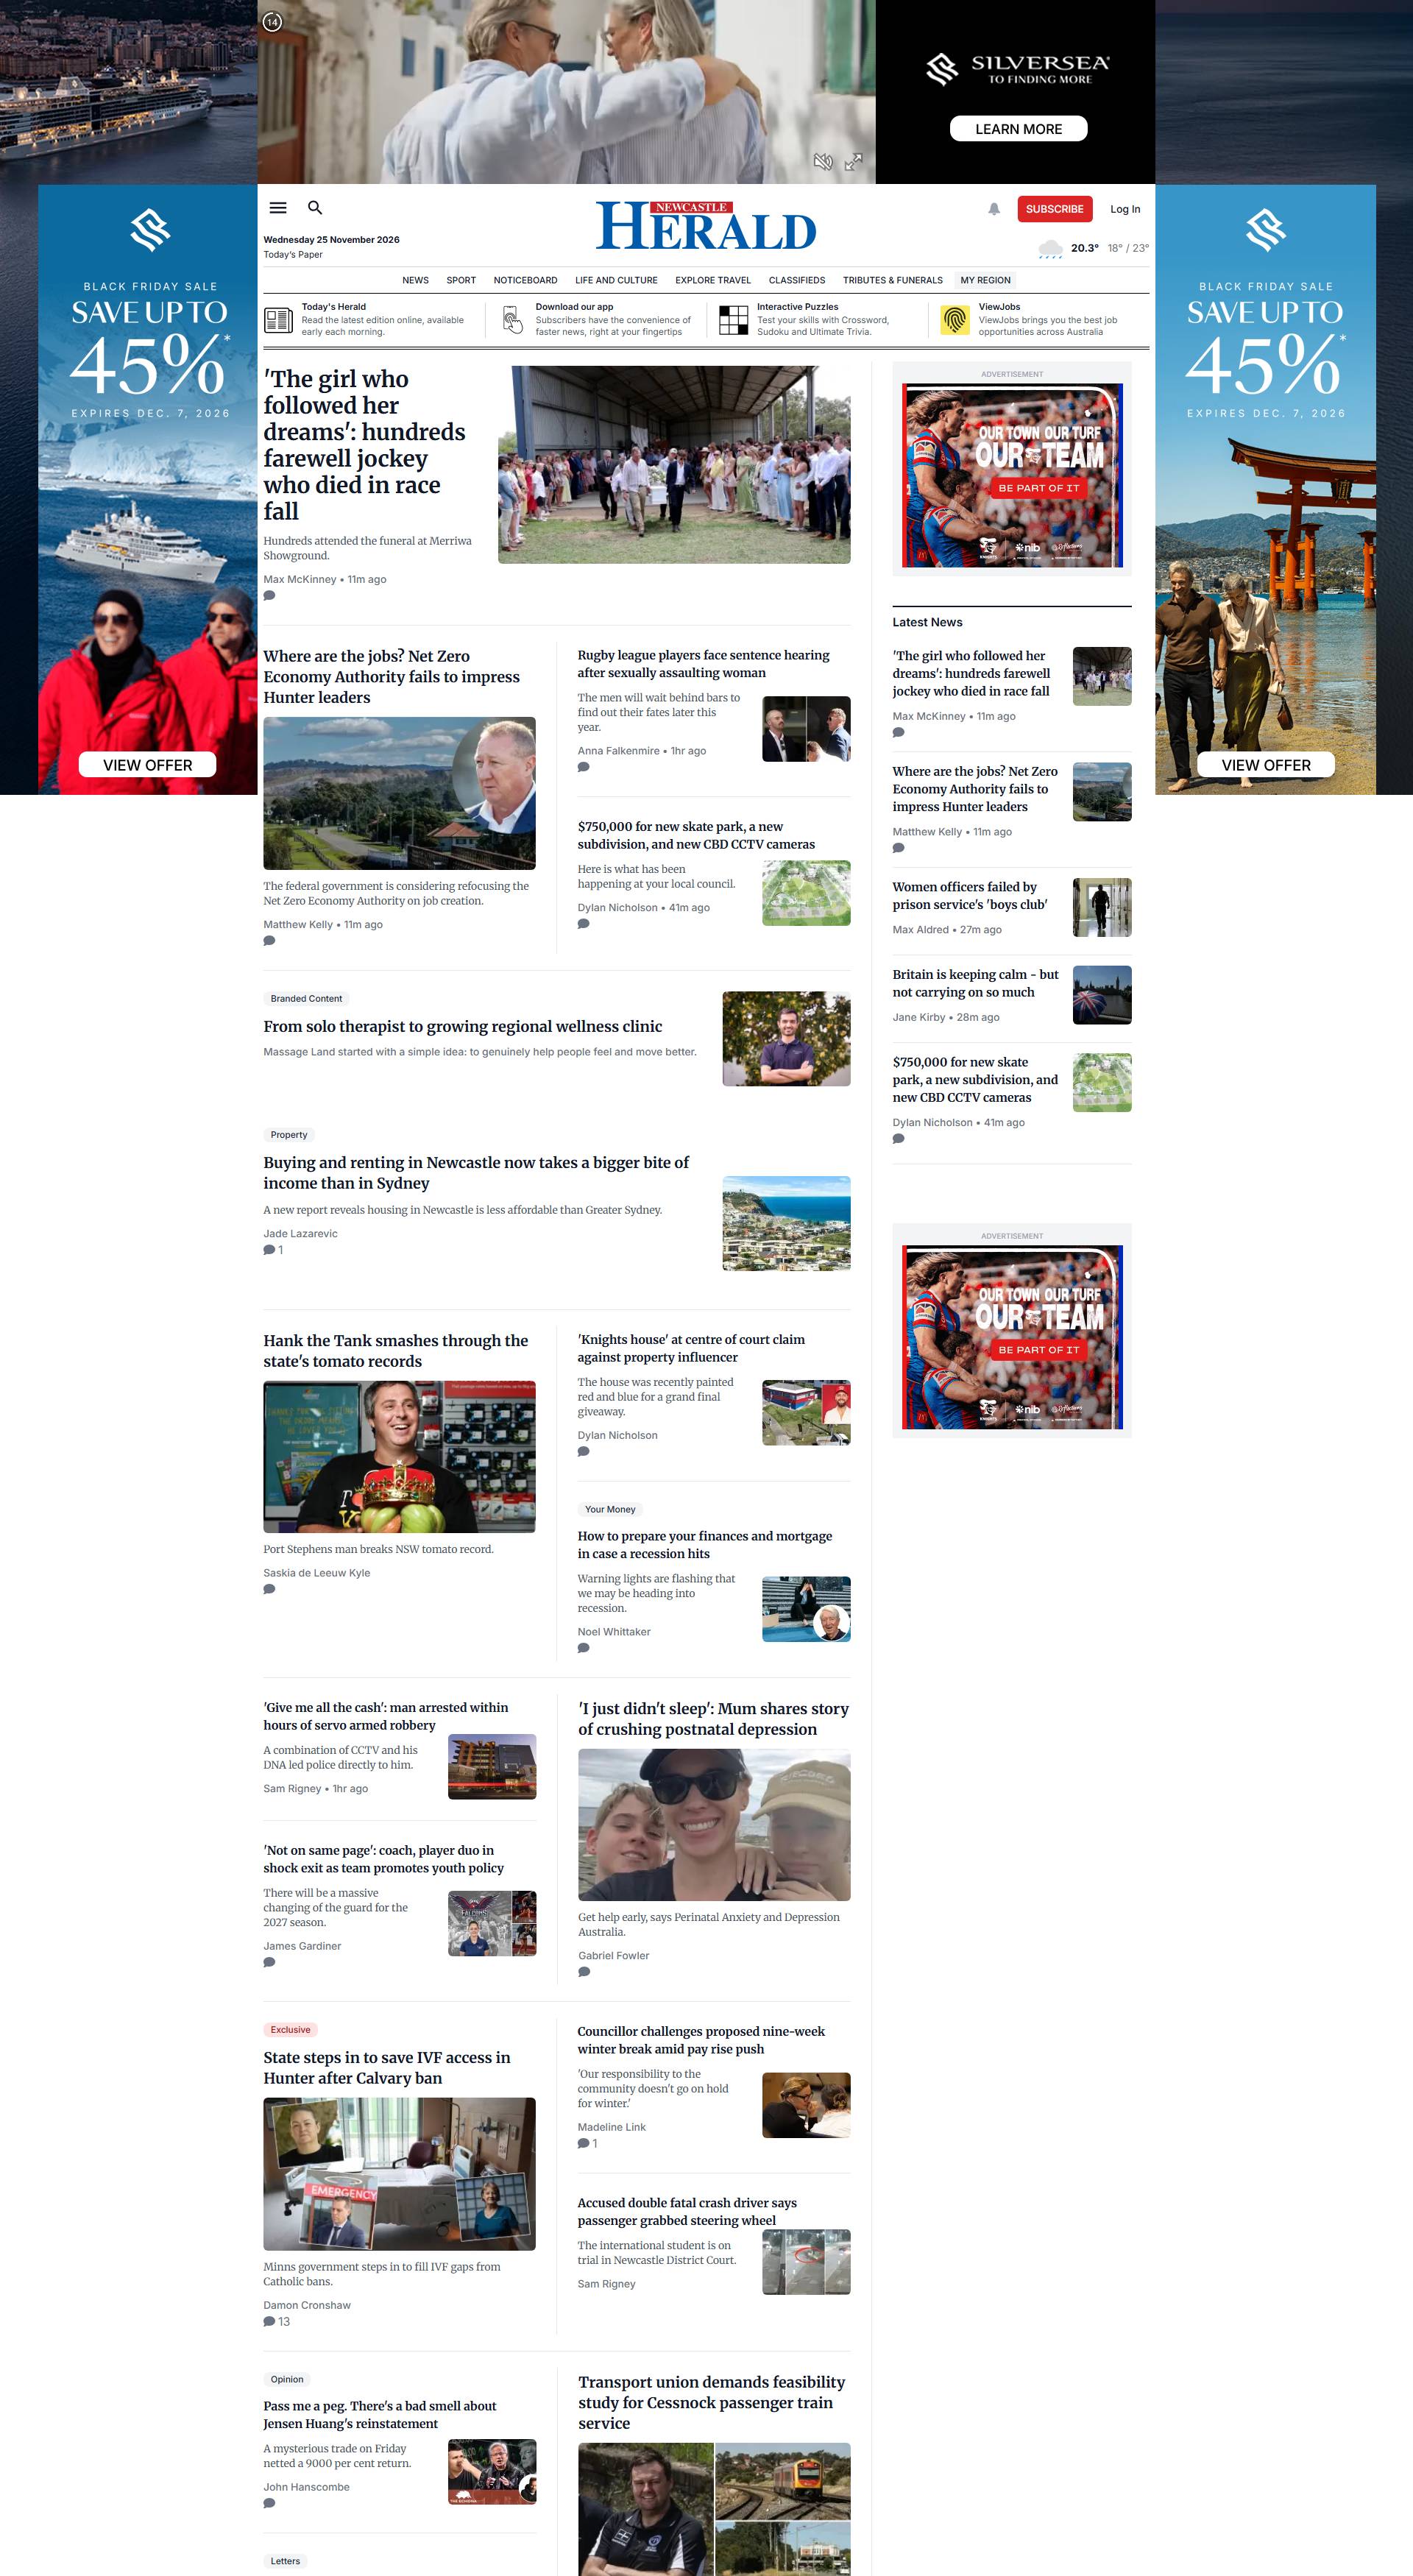 14
SILVERSEA
TO FINDING MORE
LEARN MORE
BLACK FRIDAY SALE
SAVE UP TO
45%*
EXPIRES DEC. 7, 2026
VIEW OFFER
BLACK FRIDAY SALE
SAVE UP TO
45%*
EXPIRES DEC. 7, 2026
VIEW OFFER
NEWCASTLE
HERALD
SUBSCRIBE
Log In
Wednesday 25 November 2026
Today's Paper
20.3° 18° / 23°
NEWS SPORT NOTICEBOARD LIFE AND CULTURE EXPLORE TRAVEL CLASSIFIEDS TRIBUTES & FUNERALS MY REGION
Today's Herald
Read the latest edition online, available
early each morning.
Download our app
Subscribers have the convenience of
faster news, right at your fingertips
Interactive Puzzles
Test your skills with Crossword,
Sudoku and Ultimate Trivia.
ViewJobs
ViewJobs brings you the best job
opportunities across Australia
'The girl who
followed her
dreams': hundreds
farewell jockey
who died in race
fall
Hundreds attended the funeral at Merriwa
Showground.
Max McKinney • 11m ago
Where are the jobs? Net Zero
Economy Authority fails to impress
Hunter leaders
The federal government is considering refocusing the
Net Zero Economy Authority on job creation.
Matthew Kelly • 11m ago
Rugby league players face sentence hearing
after sexually assaulting woman
The men will wait behind bars to
find out their fates later this
year.
Anna Falkenmire • 1hr ago
$750,000 for new skate park, a new
subdivision, and new CBD CCTV cameras
Here is what has been
happening at your local council.
Dylan Nicholson • 41m ago
Branded Content
From solo therapist to growing regional wellness clinic
Massage Land started with a simple idea: to genuinely help people feel and move better.
Property
Buying and renting in Newcastle now takes a bigger bite of
income than in Sydney
A new report reveals housing in Newcastle is less affordable than Greater Sydney.
Jade Lazarevic
1
Hank the Tank smashes through the
state's tomato records
Port Stephens man breaks NSW tomato record.
Saskia de Leeuw Kyle
'Knights house' at centre of court claim
against property influencer
The house was recently painted
red and blue for a grand final
giveaway.
Dylan Nicholson
Your Money
How to prepare your finances and mortgage
in case a recession hits
Warning lights are flashing that
we may be heading into
recession.
Noel Whittaker
'Give me all the cash': man arrested within
hours of servo armed robbery
A combination of CCTV and his
DNA led police directly to him.
Sam Rigney • 1hr ago
'Not on same page': coach, player duo in
shock exit as team promotes youth policy
There will be a massive
changing of the guard for the
2027 season.
James Gardiner
FALCONS
'I just didn't sleep': Mum shares story
of crushing postnatal depression
Get help early, says Perinatal Anxiety and Depression
Australia.
Gabriel Fowler
Exclusive
State steps in to save IVF access in
Hunter after Calvary ban
EMERGENCY
Minns government steps in to fill IVF gaps from
Catholic bans.
Damon Cronshaw
13
Councillor challenges proposed nine-week
winter break amid pay rise push
'Our responsibility to the
community doesn't go on hold
for winter.'
Madeline Link
1
Accused double fatal crash driver says
passenger grabbed steering wheel
The international student is on
trial in Newcastle District Court.
Sam Rigney
Opinion
Pass me a peg. There's a bad smell about
Jensen Huang's reinstatement
A mysterious trade on Friday
netted a 9000 per cent return.
John Hanscombe
Letters
Transport union demands feasibility
study for Cessnock passenger train
service
ADVERTISEMENT
OUR TOWN OUR TURF
OUR TEAM
BE PART OF IT
KNIGHTS
nib
Reflections
Latest News
'The girl who followed her
dreams': hundreds farewell
jockey who died in race fall
Max McKinney • 11m ago
Where are the jobs? Net Zero
Economy Authority fails to
impress Hunter leaders
Matthew Kelly • 11m ago
Women officers failed by
prison service's 'boys club'
Max Aldred • 27m ago
Britain is keeping calm - but
not carrying on so much
Jane Kirby • 28m ago
$750,000 for new skate
park, a new subdivision, and
new CBD CCTV cameras
Dylan Nicholson • 41m ago
ADVERTISEMENT
OUR TOWN OUR TURF
OUR TEAM
BE PART OF IT
KNIGHTS
nib
Reflections